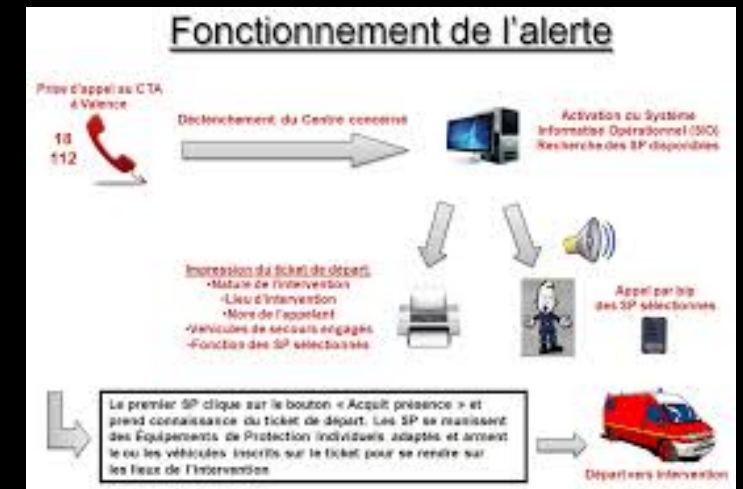 Fonctionnement de l'alerte
Prise d'appel au CTA
à Valence
18
112
Déclenchement du Centre concerné
Activation du Système
Informatisé Opérationnel (SIO)
Recherche des SP disponibles
Impression du ticket de départ
•Nature de l'intervention
•Lieu d'intervention
•Nom de l'appelant
•Véhicules de secours engagés
•Fonction des SP sélectionnés
Appel par bip
des SP sélectionnés
Le premier SP clique sur le bouton « Acquit présence » et
prend connaissance du ticket de départ. Les SP se munissent
des Équipements de Protection Individuels adaptés et arment
le ou les véhicules inscrits sur le ticket pour se rendre sur
les lieux de l'intervention
Départ vers intervention